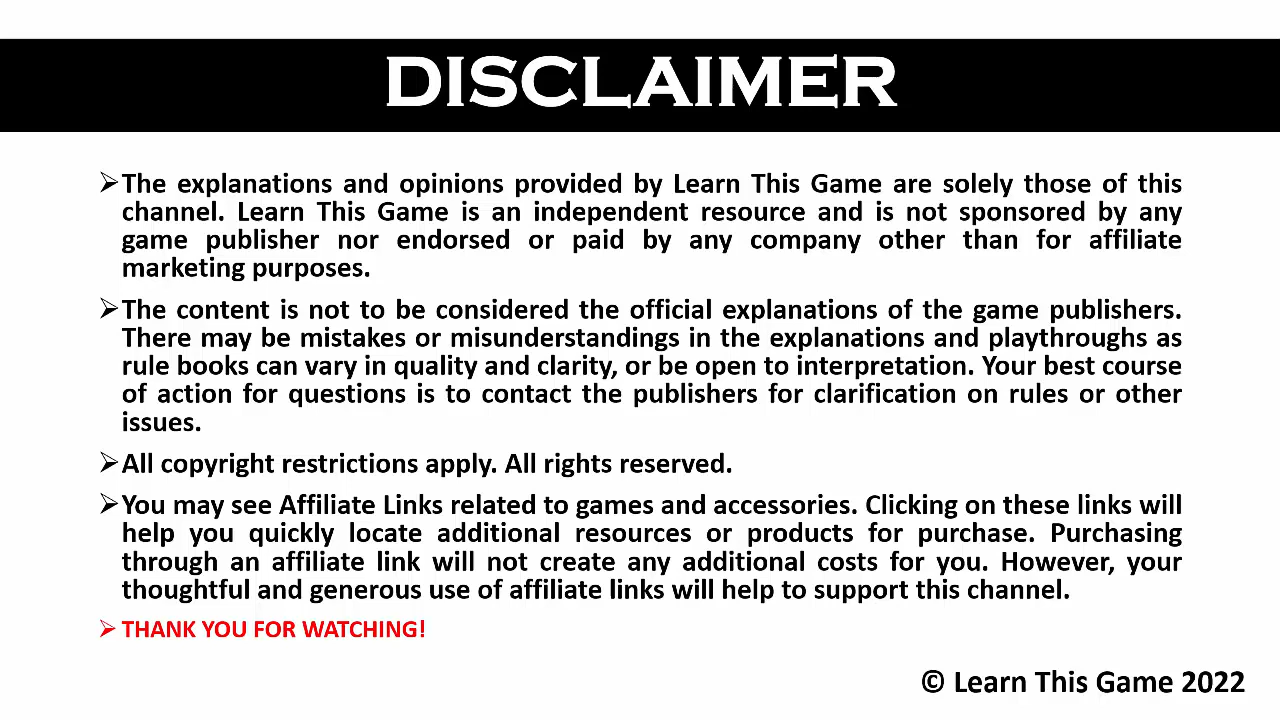 DISCLAIMER
➢The explanations and opinions provided by Learn This Game are solely those of this
channel. Learn This Game is an independent resource and is not sponsored by any
game publisher nor endorsed or paid by any company other than for affiliate
marketing purposes.
➢The content is not to be considered the official explanations of the game publishers.
There may be mistakes or misunderstandings in the explanations and playthroughs as
rule books can vary in quality and clarity, or be open to interpretation. Your best course
of action for questions is to contact the publishers for clarification on rules or other
issues.
➢All copyright restrictions apply. All rights reserved.
➢You may see Affiliate Links related to games and accessories. Clicking on these links will
help you quickly locate additional resources or products for purchase. Purchasing
through an affiliate link will not create any additional costs for you. However, your
thoughtful and generous use of affiliate links will help to support this channel.
➢THANK YOU FOR WATCHING!
© Learn This Game 2022